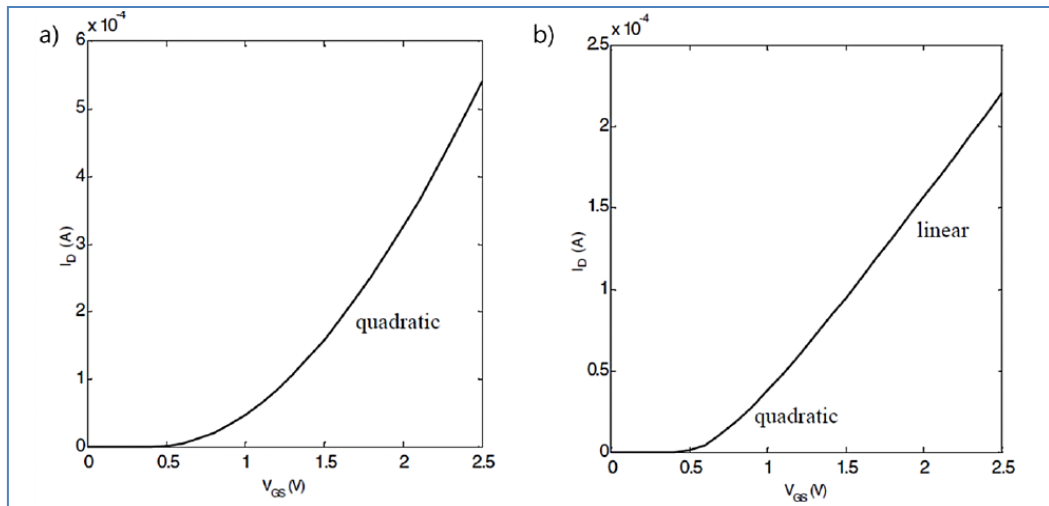 a)
x 10⁻⁴
6
5
4
3
2
1
0
0 0.5 1 1.5 2 2.5
I_D (A)
V_GS (V)
quadratic
b)
x 10⁻⁴
2.5
2
1.5
1
0.5
0
0 0.5 1 1.5 2 2.5
I_D (A)
V_GS (V)
linear
quadratic